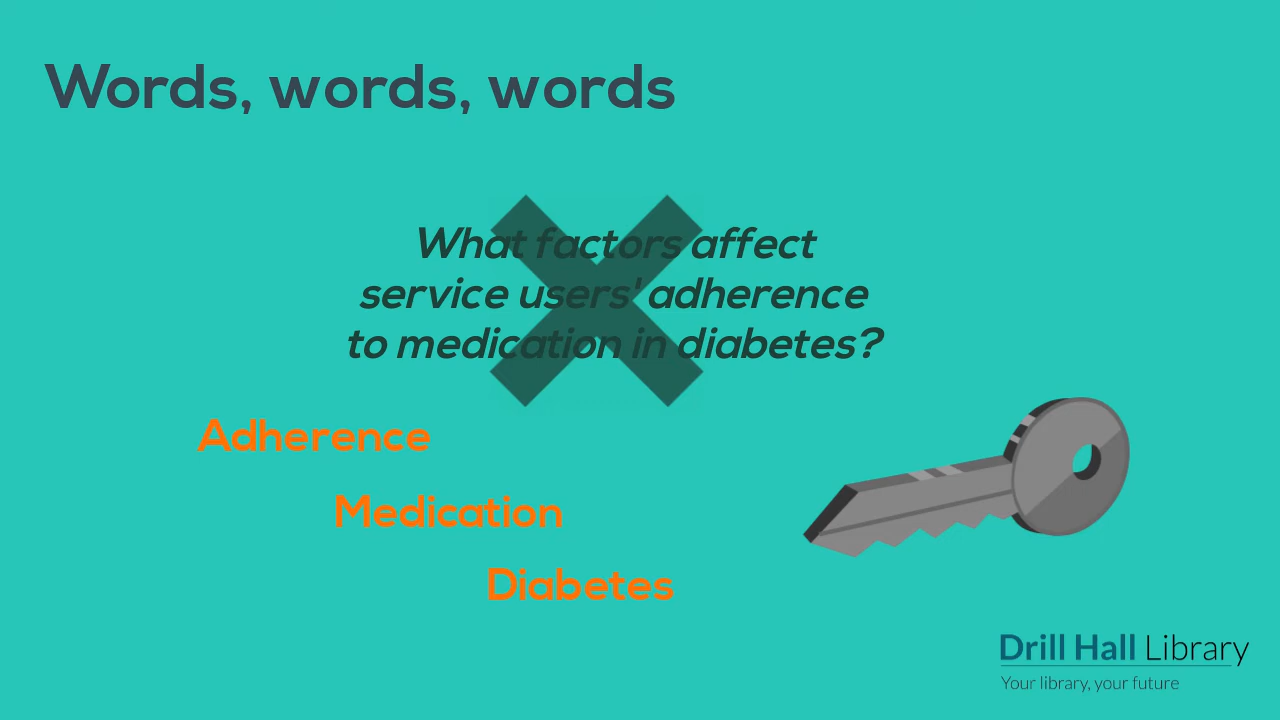 Words, words, words
What factors affect
service users' adherence
to medication in diabetes?
Adherence
Medication
Diabetes
Drill Hall Library
Your library, your future